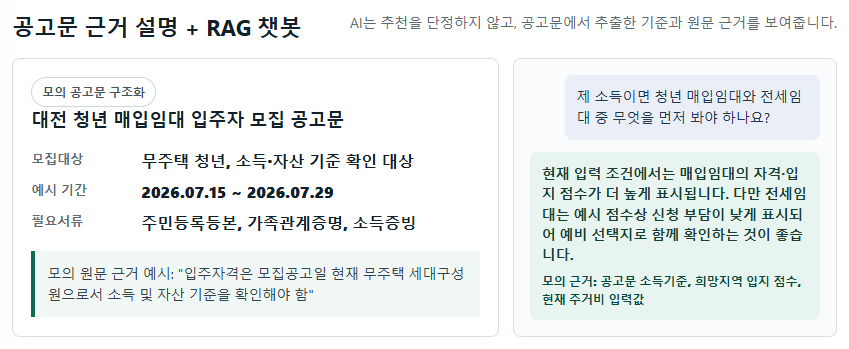 공고문 근거 설명 + RAG 챗봇
AI는 추천을 단정하지 않고, 공고문에서 추출한 기준과 원문 근거를 보여줍니다.
모의 공고문 구조화
대전 청년 매입임대 입주자 모집 공고문
모집대상 무주택 청년, 소득·자산 기준 확인 대상
예시 기간 2026.07.15 ~ 2026.07.29
필요서류 주민등록등본, 가족관계증명, 소득증빙
모의 원문 근거 예시: "입주자격은 모집공고일 현재 무주택 세대구성
원으로서 소득 및 자산 기준을 확인해야 함"
제 소득이면 청년 매입임대와 전세임
대 중 무엇을 먼저 봐야 하나요?
현재 입력 조건에서는 매입임대의 자격·입
지 점수가 더 높게 표시됩니다. 다만 전세임
대는 예시 점수상 신청 부담이 낮게 표시되
어 예비 선택지로 함께 확인하는 것이 좋습
니다.
모의 근거: 공고문 소득기준, 희망지역 입지 점수,
현재 주거비 입력값